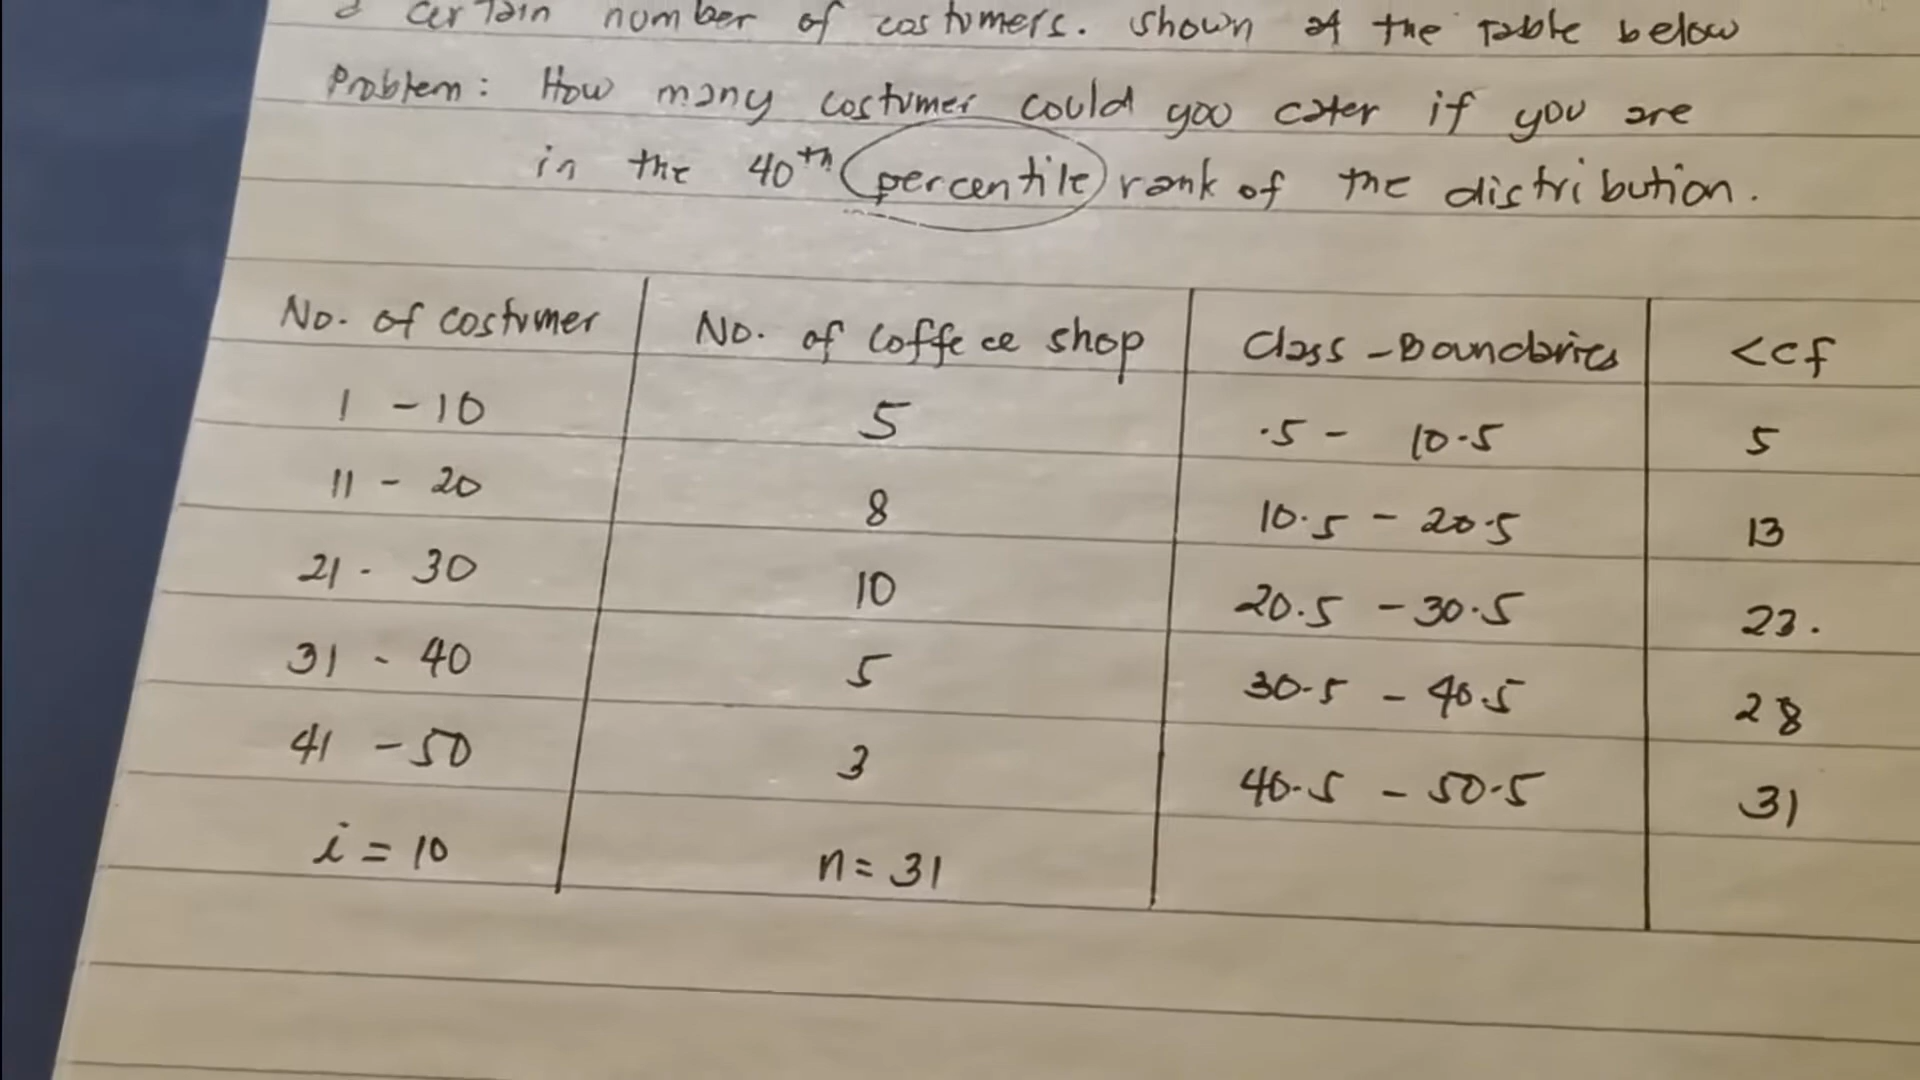 a certain number of costumers. shown at the table below
Problem: How many costumer could you cater if you are
in the 40th percentile rank of the distribution.
No. of costumer No. of coffee shop Class-Boundaries <cf
1 - 10 5 .5 - 10.5 5
11 - 20 8 10.5 - 20.5 13
21 - 30 10 20.5 - 30.5 23.
31 - 40 5 30.5 - 40.5 28
41 - 50 3 40.5 - 50.5 31
i = 10 n = 31